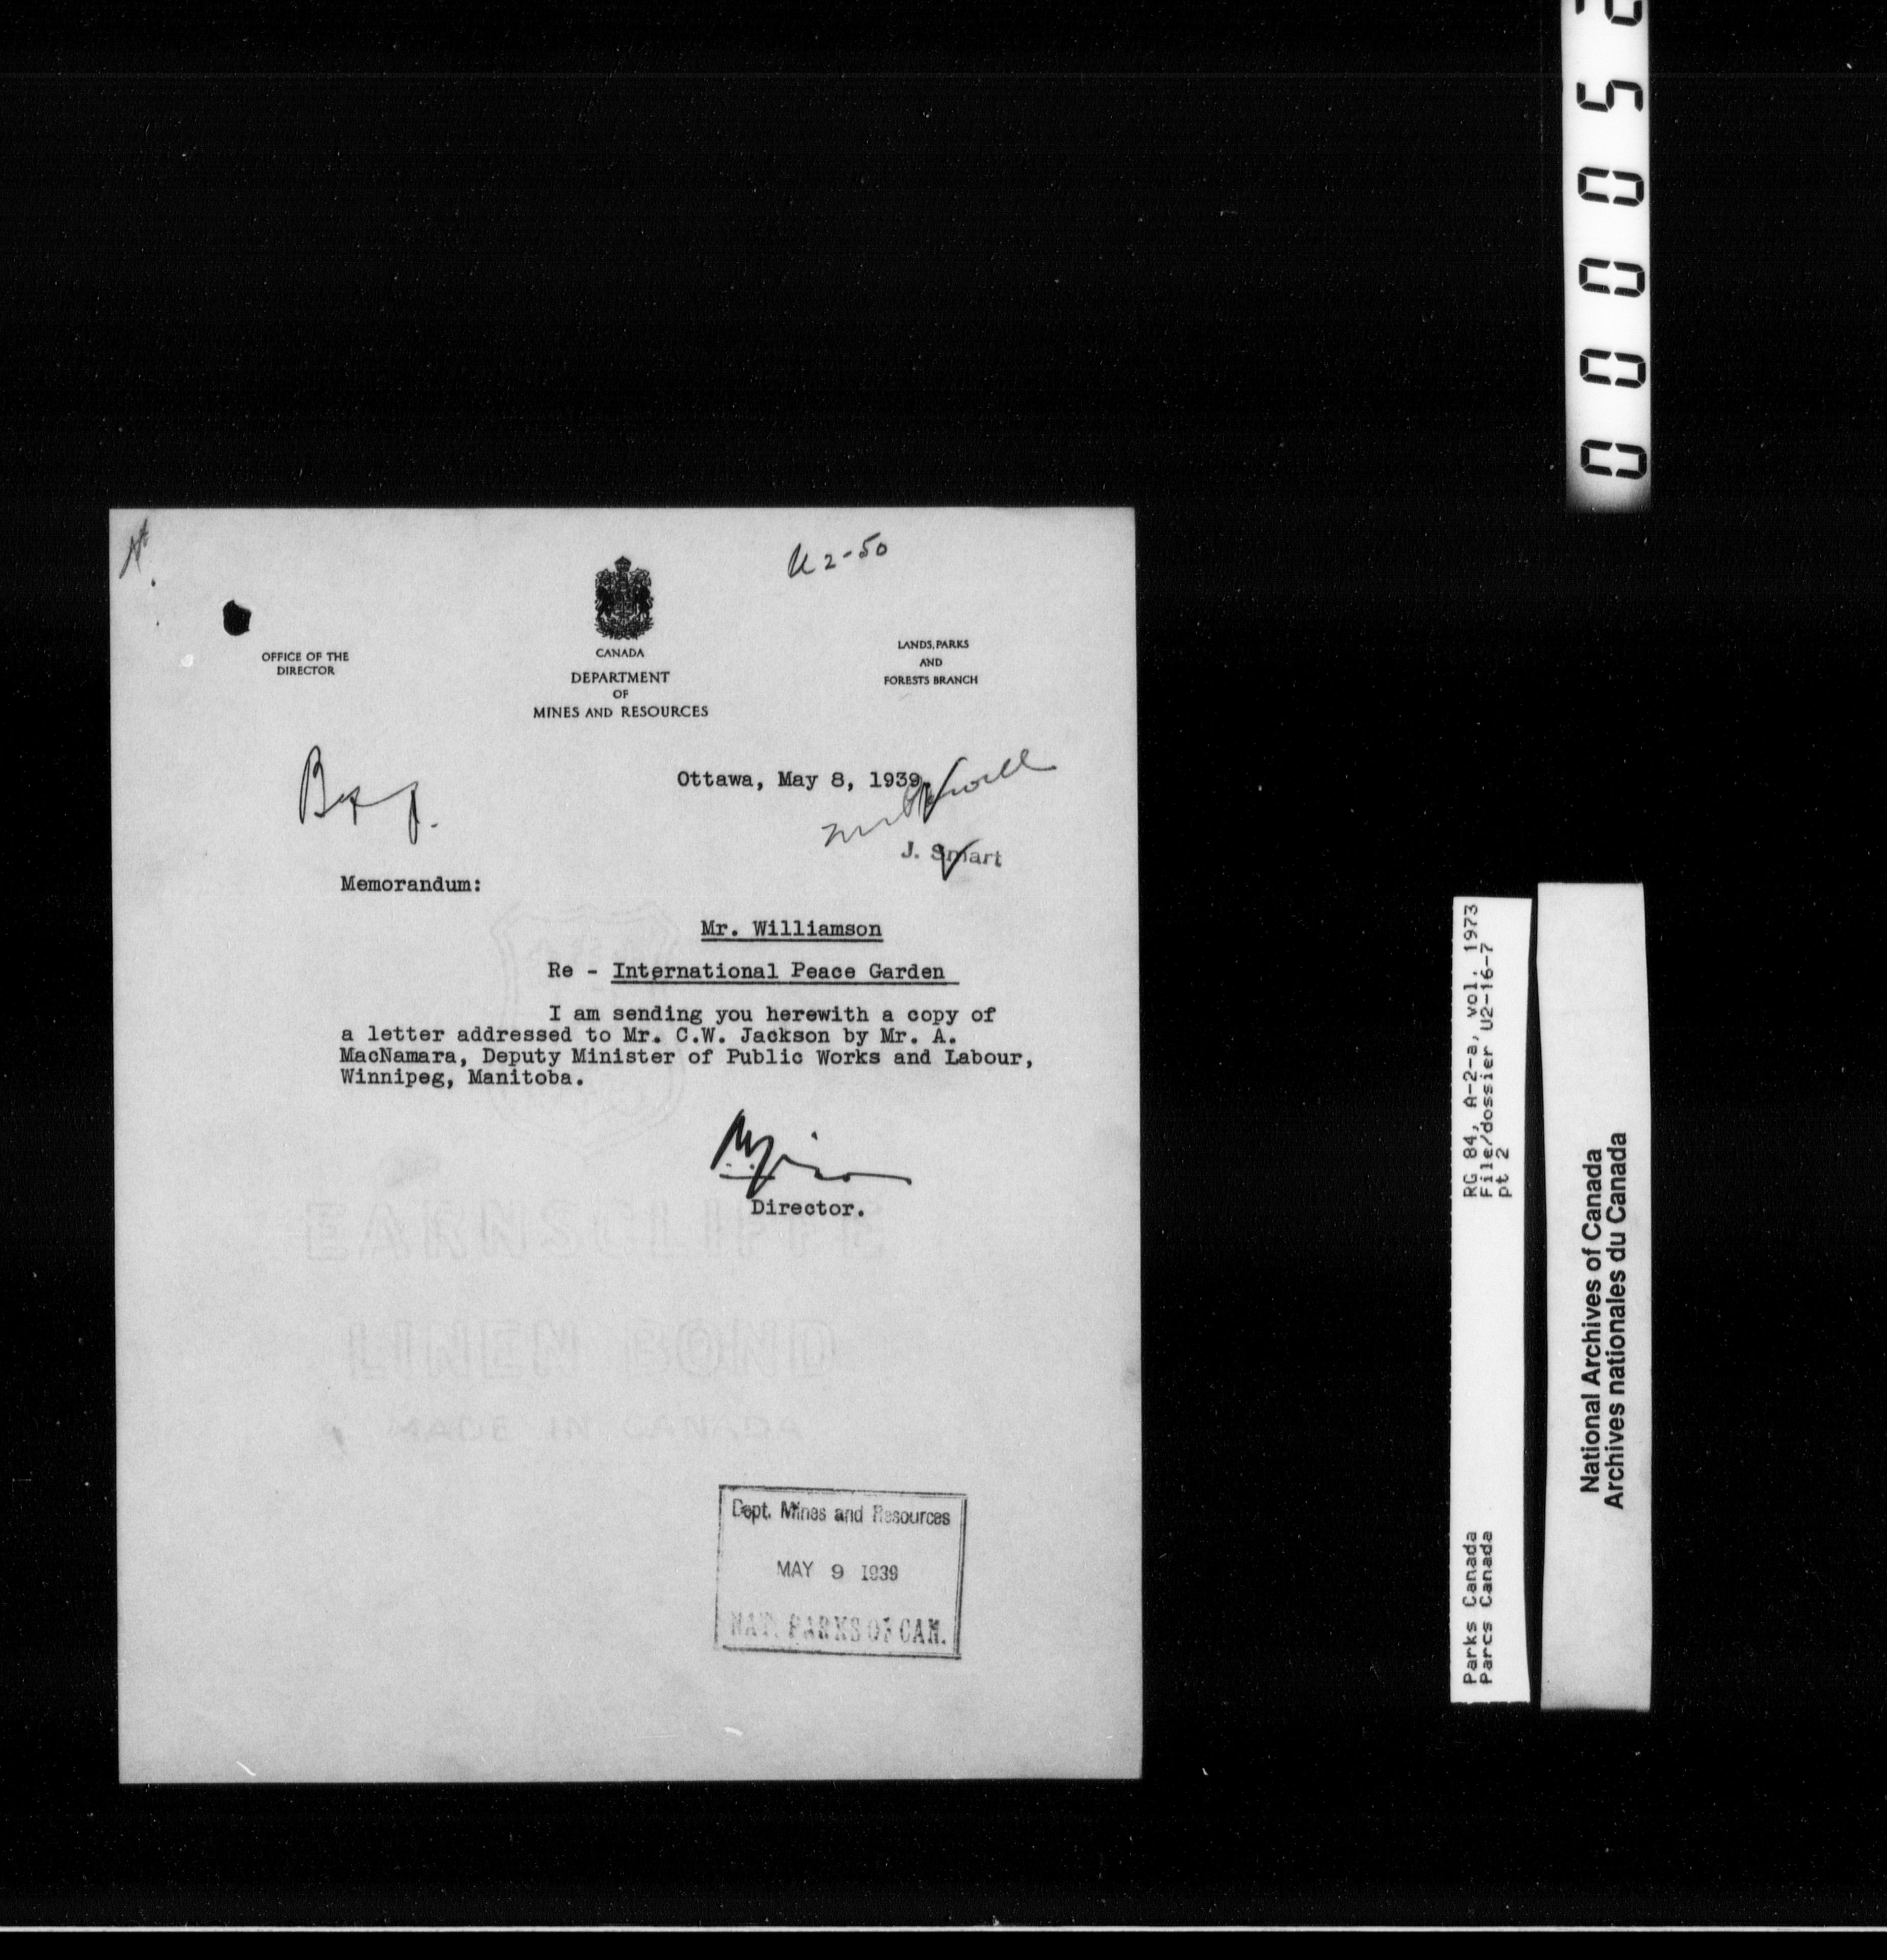 U2-50
OFFICE OF THE
DIRECTOR
CANADA
DEPARTMENT
OF
MINES AND RESOURCES
LANDS, PARKS
AND
FORESTS BRANCH
Ottawa, May 8, 1939.
J. Smart
Memorandum:
Mr. Williamson
Re - International Peace Garden
I am sending you herewith a copy of
a letter addressed to Mr. C.W. Jackson by Mr. A.
MacNamara, Deputy Minister of Public Works and Labour,
Winnipeg, Manitoba.
Director.
EARNSCLIFFE
LINEN BOND
MADE IN CANADA
Dept. Mines and Resources
MAY 9 1939
NAT. PARKS OF CAN.
00005
RG 84, A-2-a, vol. 1973
File/dossier U2-16-7
pt 2
Parks Canada
Parcs Canada
National Archives of Canada
Archives nationales du Canada